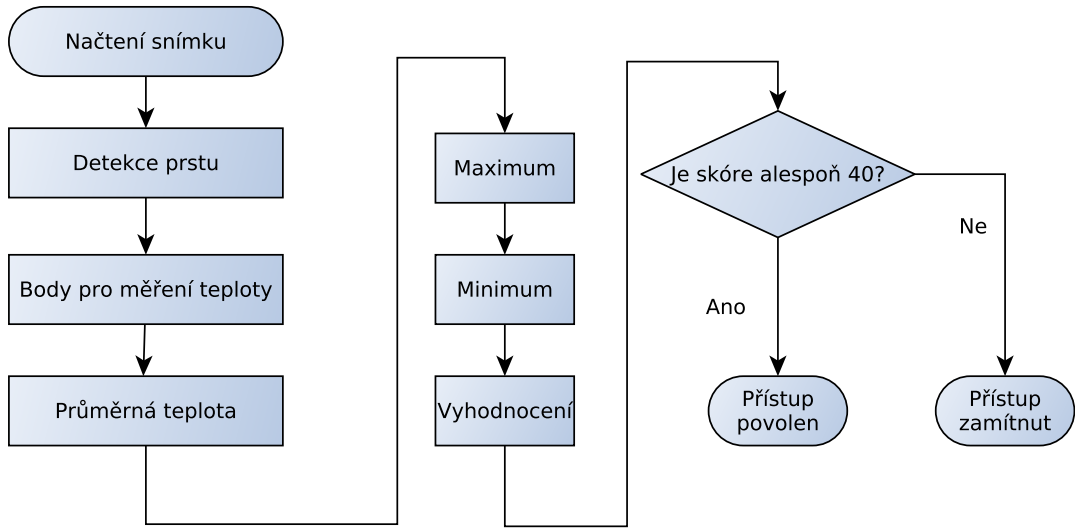 Načtení snímku
Detekce prstu
Body pro měření teploty
Průměrná teplota
Maximum
Minimum
Vyhodnocení
Je skóre alespoň 40?
Ano
Ne
Přístup
povolen
Přístup
zamítnut